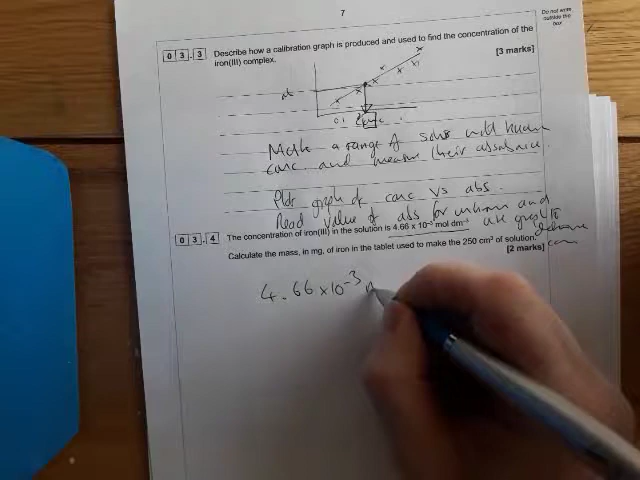 7
Do not write
outside the
box
0 3 . 3 Describe how a calibration graph is produced and used to find the concentration of the
iron(III) complex.
[3 marks]
Make a range of solns with known
conc. and measure their absorbance.
Plot graph of conc vs abs.
Read value of abs for unknown and
use graph to
0 3 . 4 The concentration of iron(III) in the solution is 4.66 x 10⁻³ mol dm⁻³
Calculate the mass, in mg, of iron in the tablet used to make the 250 cm³ of solution.
[2 marks]
4.66 x 10⁻³